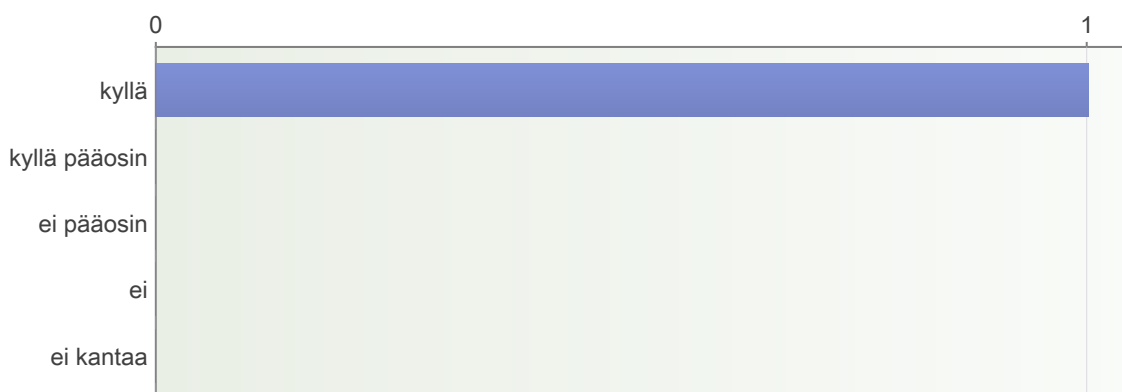 0 1
kyllä
kyllä pääosin
ei pääosin
ei
ei kantaa